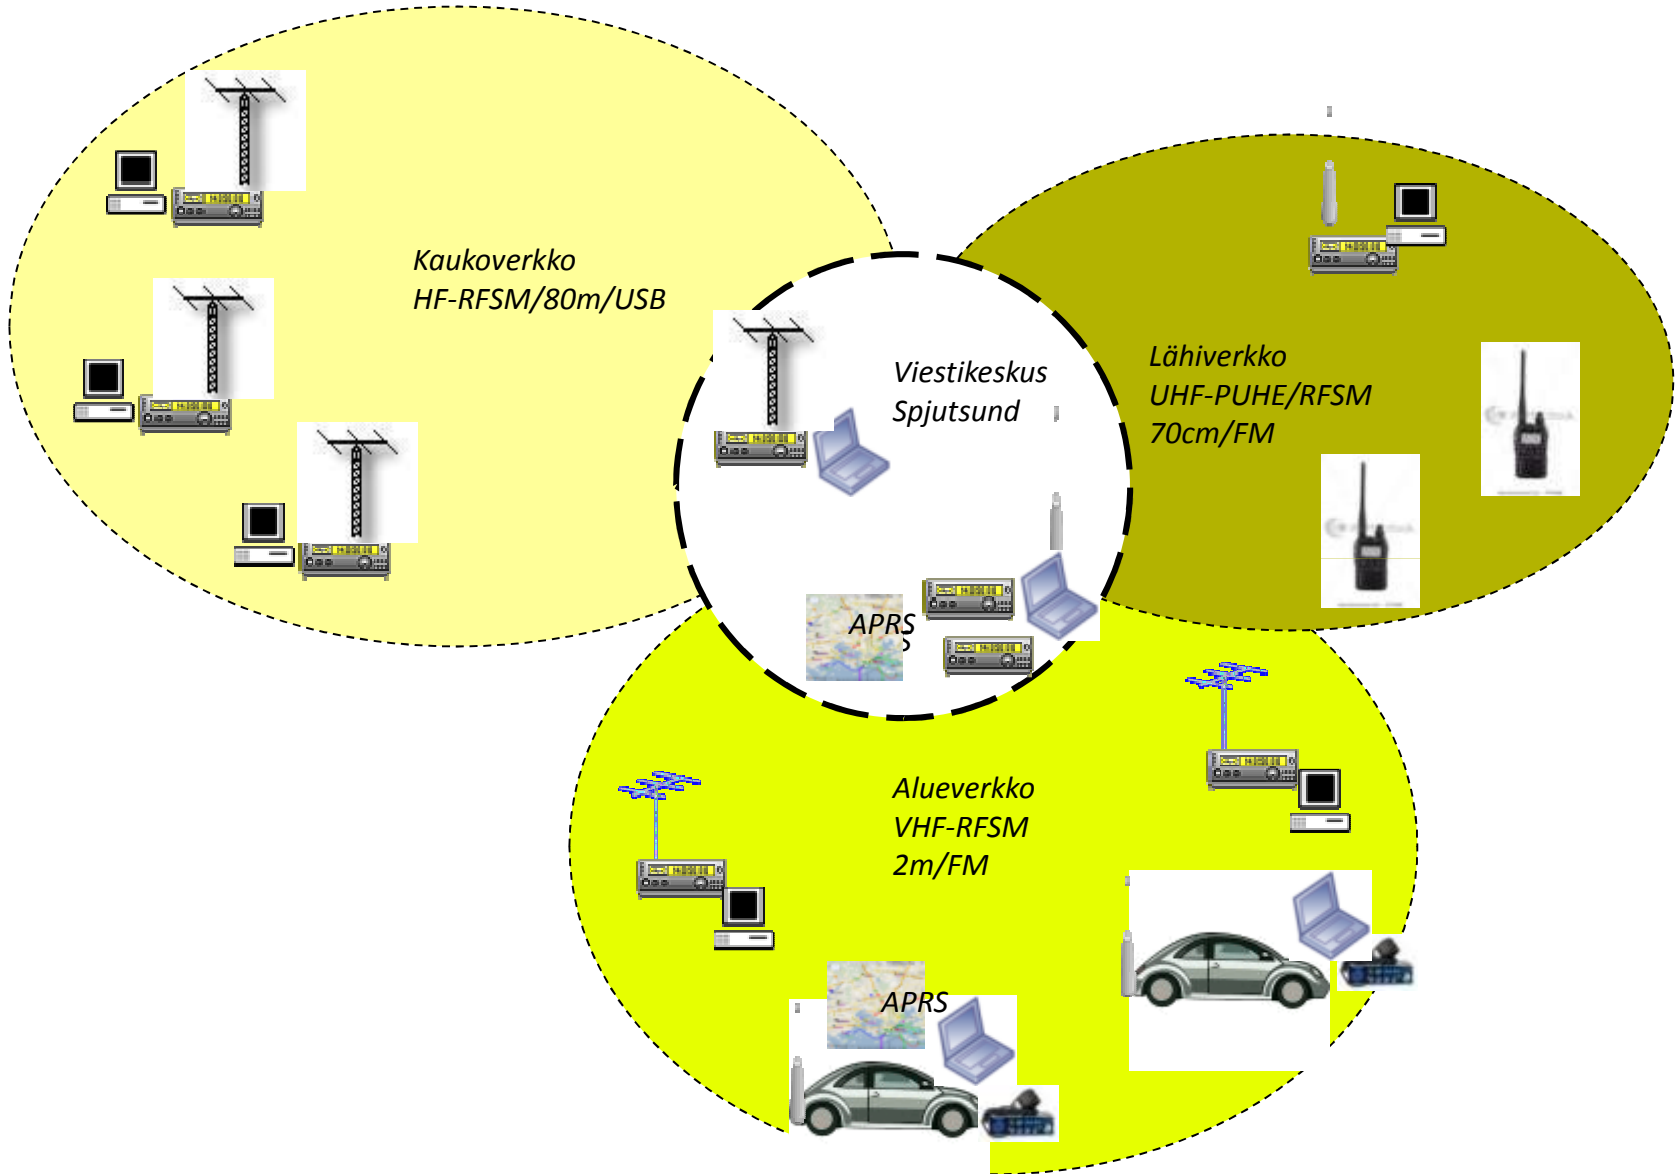 Kaukoverkko
HF-RFSM/80m/USB
Viestikeskus
Spjutsund
Lähiverkko
UHF-PUHE/RFSM
70cm/FM
APRS
S
Alueverkko
VHF-RFSM
2m/FM
APRS